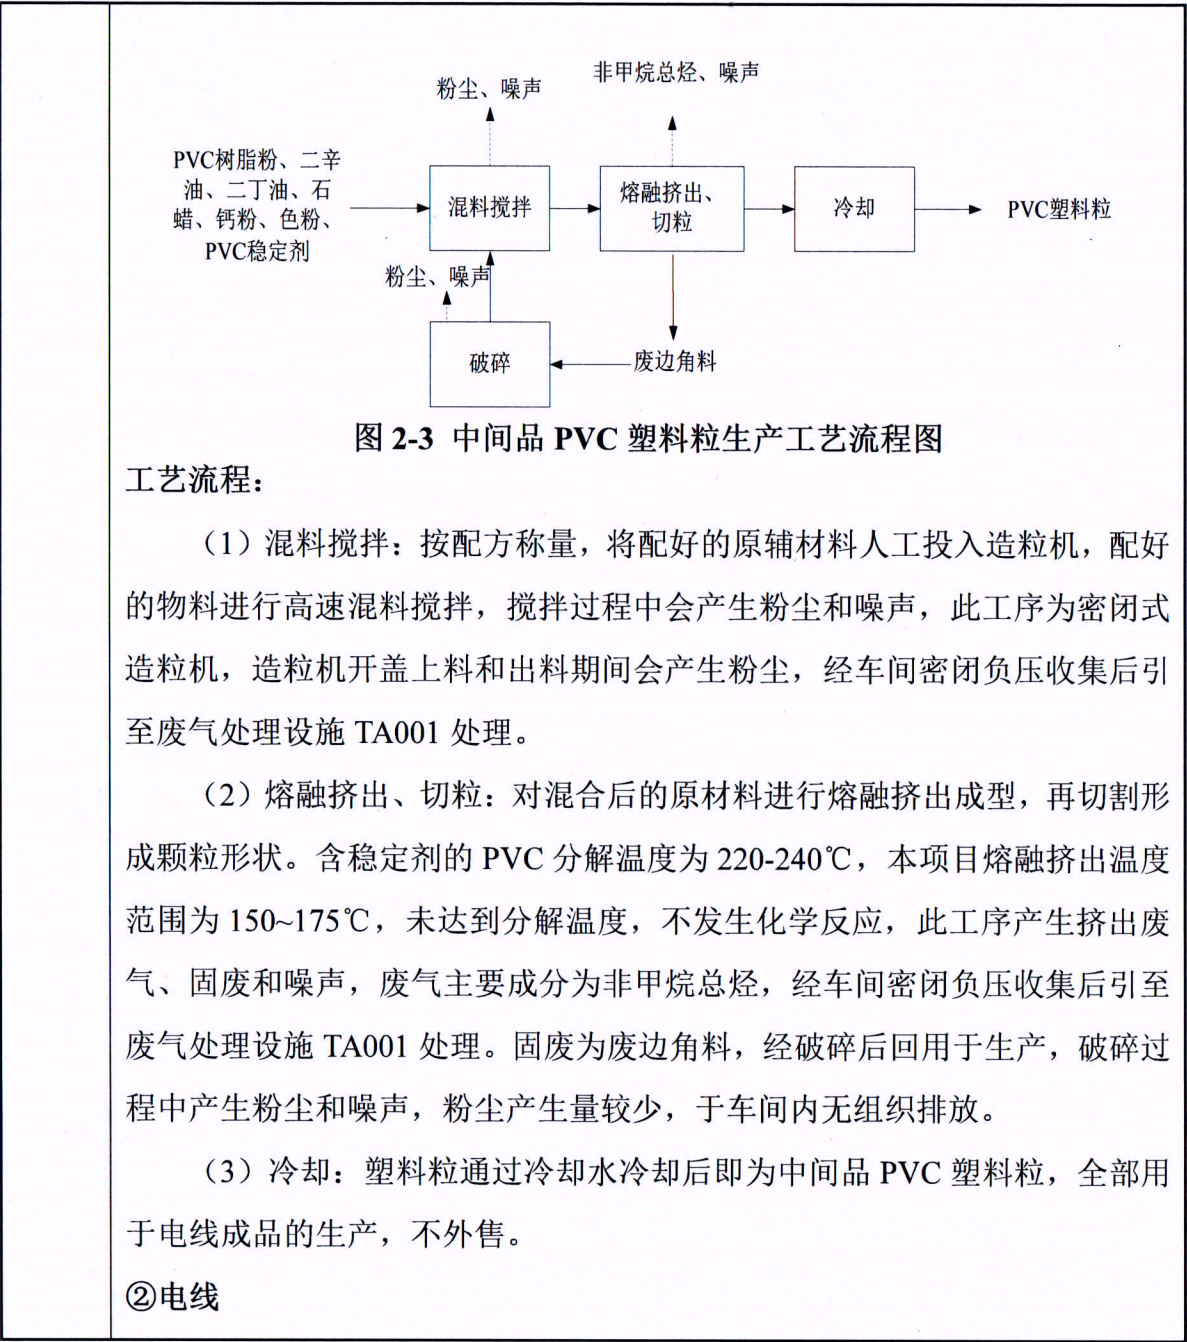 非甲烷总烃、噪声
粉尘、噪声
PVC树脂粉、二辛
油、二丁油、石
蜡、钙粉、色粉、
PVC稳定剂
混料搅拌
熔融挤出、
切粒
冷却
PVC塑料粒
粉尘、噪声
破碎
废边角料
图 2-3 中间品 PVC 塑料粒生产工艺流程图
工艺流程：
（1）混料搅拌：按配方称量，将配好的原辅材料人工投入造粒机，配好
的物料进行高速混料搅拌，搅拌过程中会产生粉尘和噪声，此工序为密闭式
造粒机，造粒机开盖上料和出料期间会产生粉尘，经车间密闭负压收集后引
至废气处理设施 TA001 处理。
（2）熔融挤出、切粒：对混合后的原材料进行熔融挤出成型，再切割形
成颗粒形状。含稳定剂的 PVC 分解温度为 220-240℃，本项目熔融挤出温度
范围为 150~175℃，未达到分解温度，不发生化学反应，此工序产生挤出废
气、固废和噪声，废气主要成分为非甲烷总烃，经车间密闭负压收集后引至
废气处理设施 TA001 处理。固废为废边角料，经破碎后回用于生产，破碎过
程中产生粉尘和噪声，粉尘产生量较少，于车间内无组织排放。
（3）冷却：塑料粒通过冷却水冷却后即为中间品 PVC 塑料粒，全部用
于电线成品的生产，不外售。
②电线